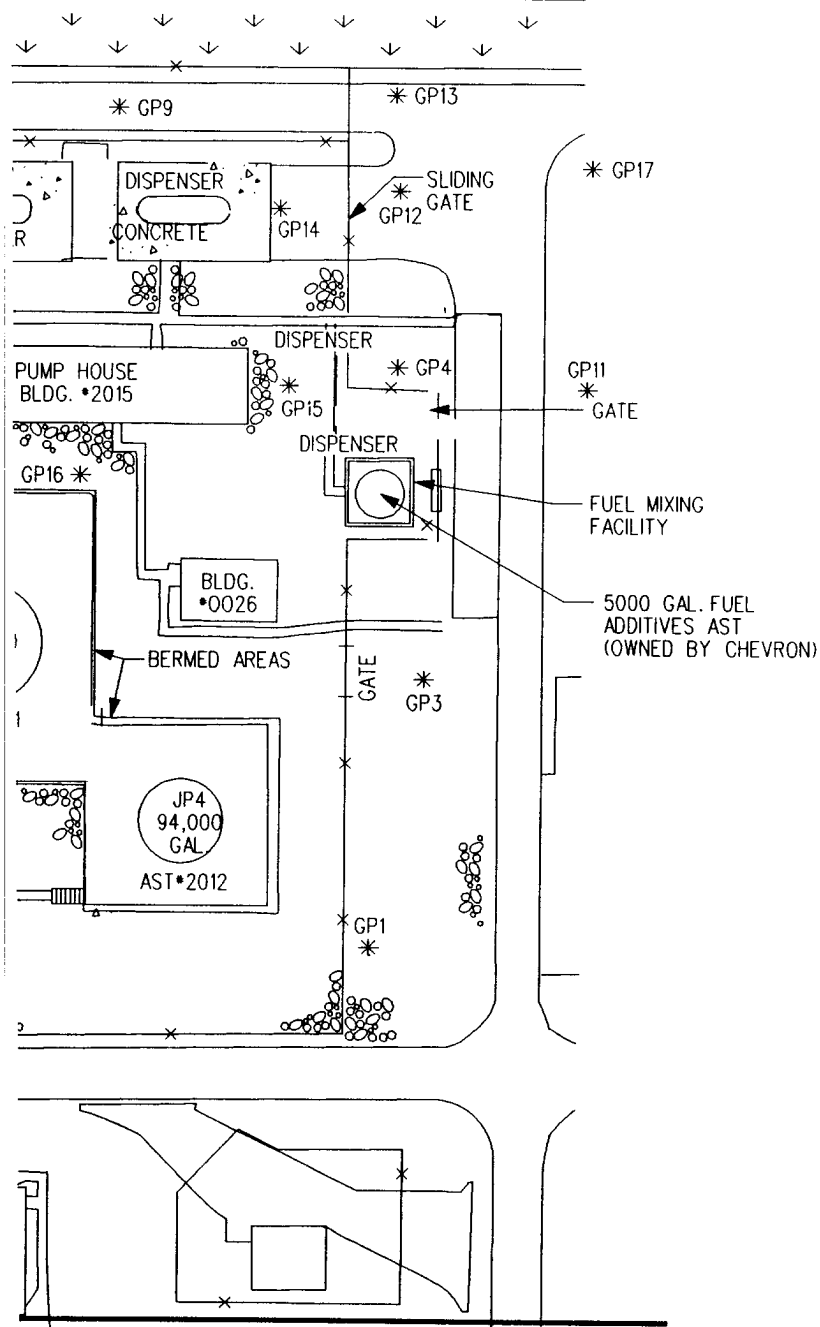 GP13
GP9
GP17
DISPENSER
SLIDING
GATE
GP12
GP14
CONCRETE
R
DISPENSER
PUMP HOUSE
BLDG. #2015
GP4
GP11
GP15
GATE
DISPENSER
GP16
FUEL MIXING
FACILITY
BLDG.
#0026
5000 GAL. FUEL
ADDITIVES AST
(OWNED BY CHEVRON)
BERMED AREAS
GATE
GP3
JP4
94,000
GAL.
AST#2012
GP1